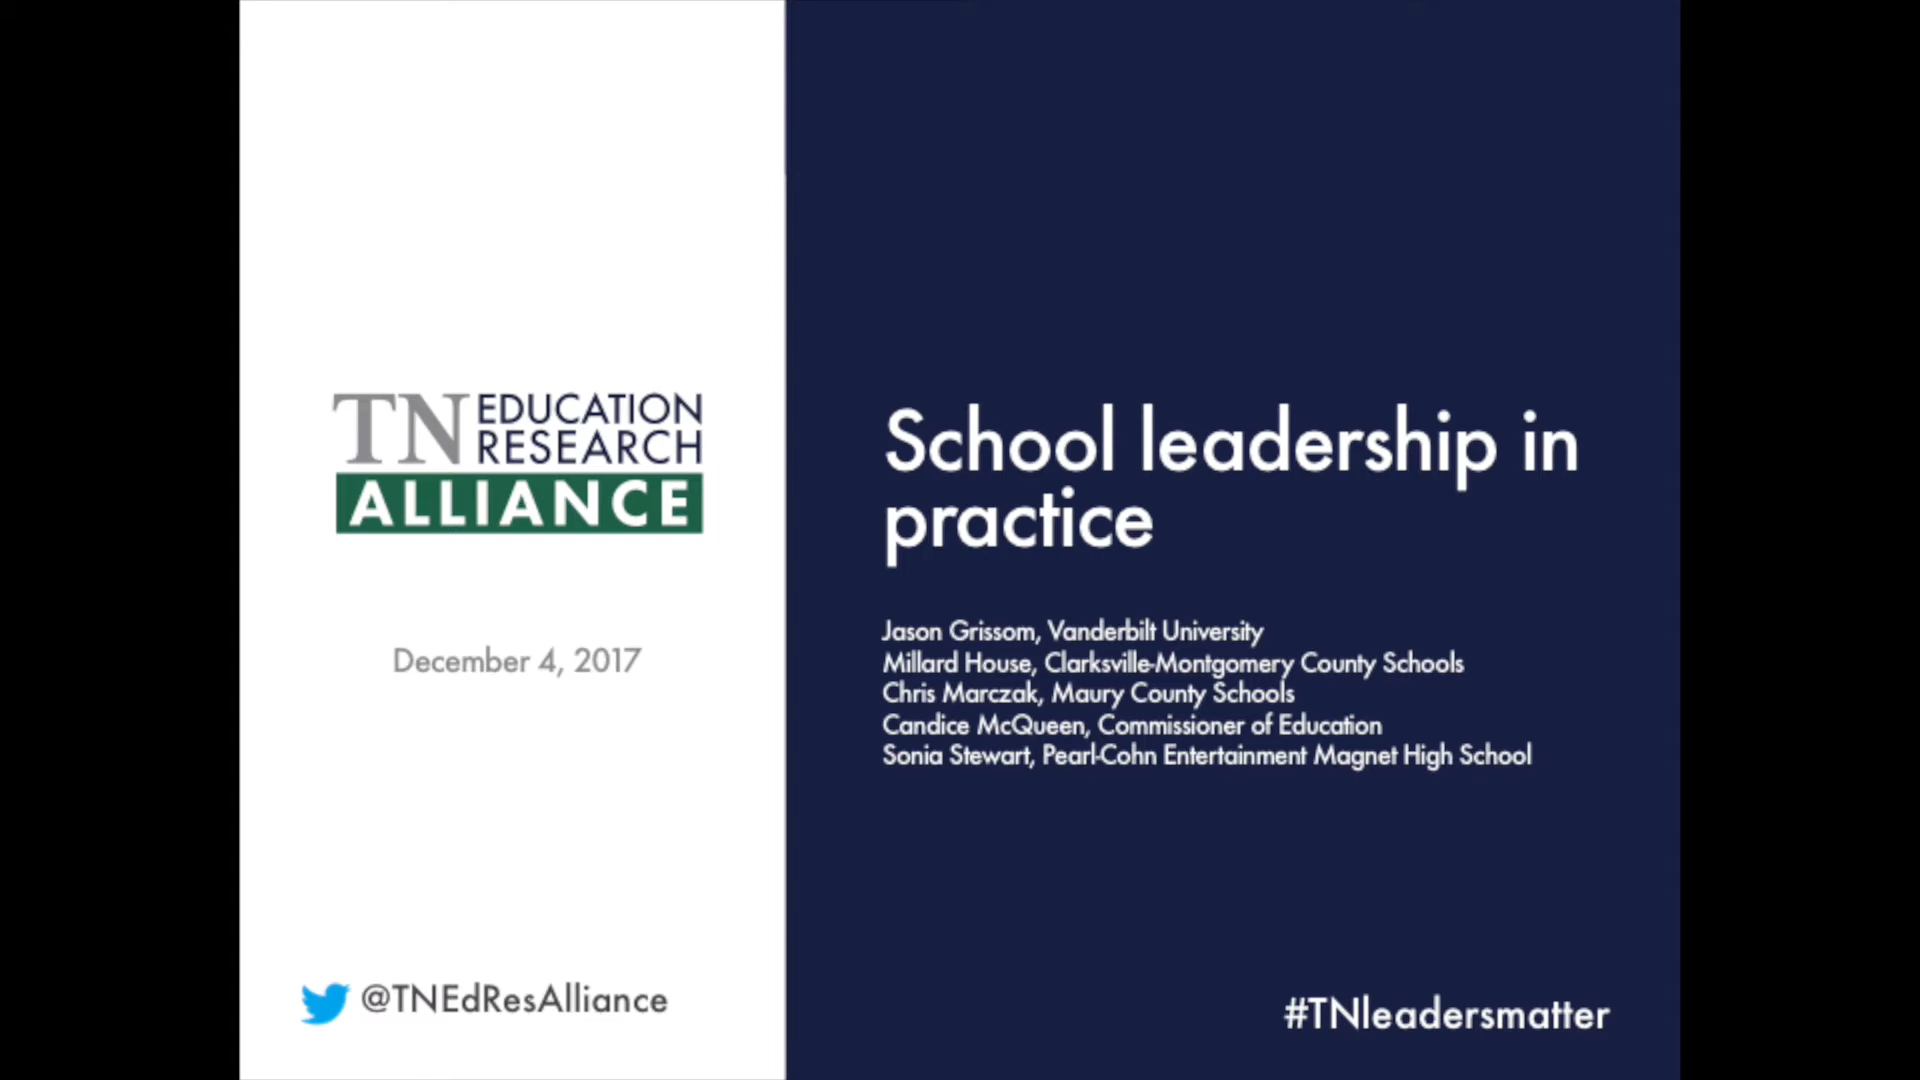 TN EDUCATION
RESEARCH
ALLIANCE
December 4, 2017
@TNEdResAlliance
School leadership in
practice
Jason Grissom, Vanderbilt University
Millard House, Clarksville-Montgomery County Schools
Chris Marczak, Maury County Schools
Candice McQueen, Commissioner of Education
Sonia Stewart, Pearl-Cohn Entertainment Magnet High School
#TNleadersmatter